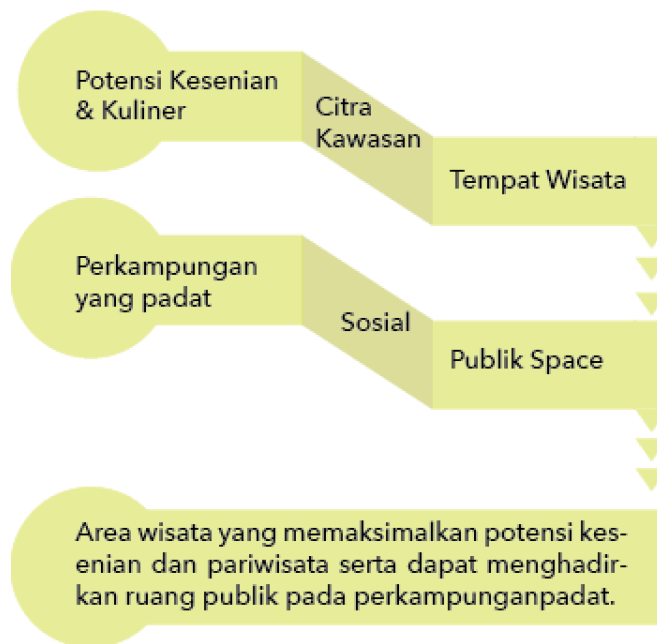 Potensi Kesenian
& Kuliner
Citra
Kawasan
Tempat Wisata
Perkampungan
yang padat
Sosial
Publik Space
Area wisata yang memaksimalkan potensi kes-
enian dan pariwisata serta dapat menghadir-
kan ruang publik pada perkampunganpadat.